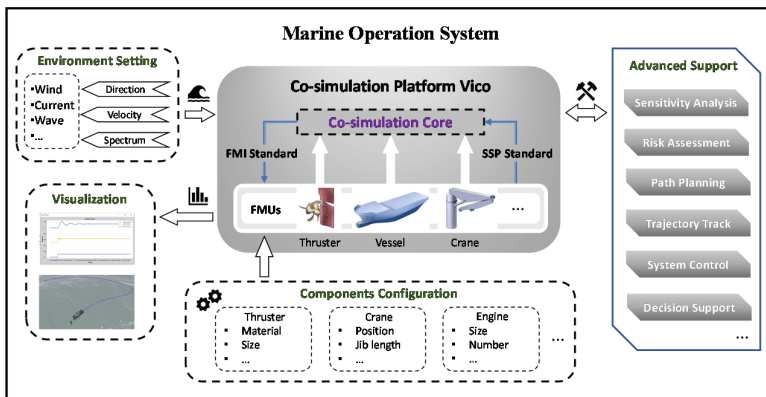 Marine Operation System
Environment Setting
▪Wind
▪Current
▪Wave
▪...
Direction
Velocity
Spectrum
Co-simulation Platform Vico
Co-simulation Core
FMI Standard
SSP Standard
FMUs
...
Thruster
Vessel
Crane
Visualization
Components Configuration
Thruster
▪ Material
▪ Size
▪ ...
Crane
▪ Position
▪ Jib length
▪ ...
Engine
▪ Size
▪ Number
▪ ...
...
Advanced Support
Sensitivity Analysis
Risk Assessment
Path Planning
Trajectory Track
System Control
Decision Support
...